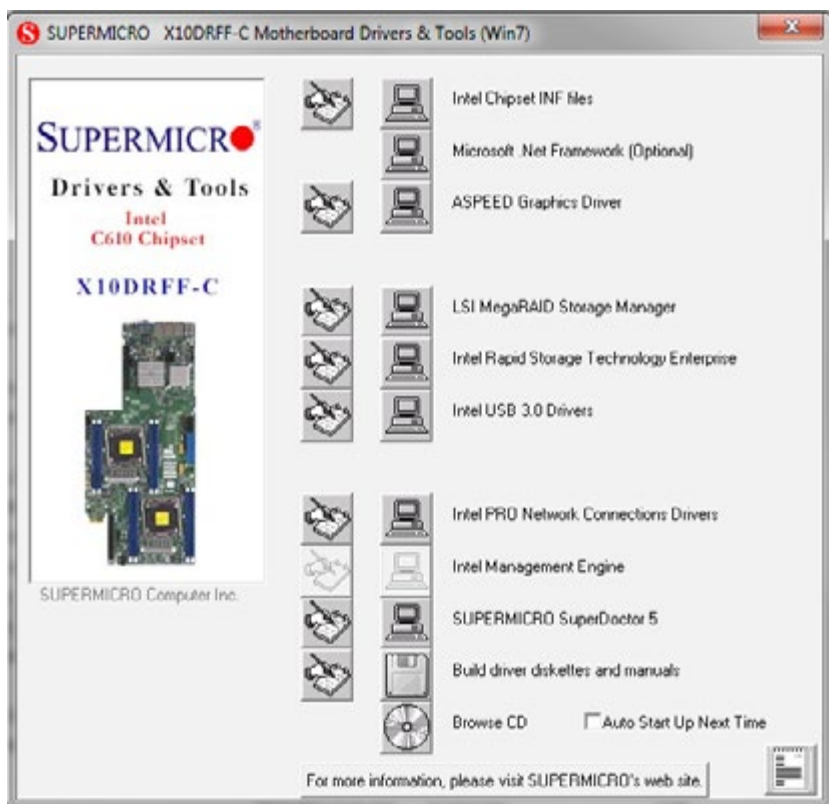 SUPERMICRO X10DRFF-C Motherboard Drivers & Tools (Win7)
SUPERMICRO®
Drivers & Tools
Intel
C610 Chipset
X10DRFF-C
SUPERMICRO Computer Inc.
Intel Chipset INF files
Microsoft .Net Framework (Optional)
ASPEED Graphics Driver
LSI MegaRAID Storage Manager
Intel Rapid Storage Technology Enterprise
Intel USB 3.0 Drivers
Intel PRO Network Connections Drivers
Intel Management Engine
SUPERMICRO SuperDoctor 5
Build driver diskettes and manuals
Browse CD Auto Start Up Next Time
For more information, please visit SUPERMICRO's web site.